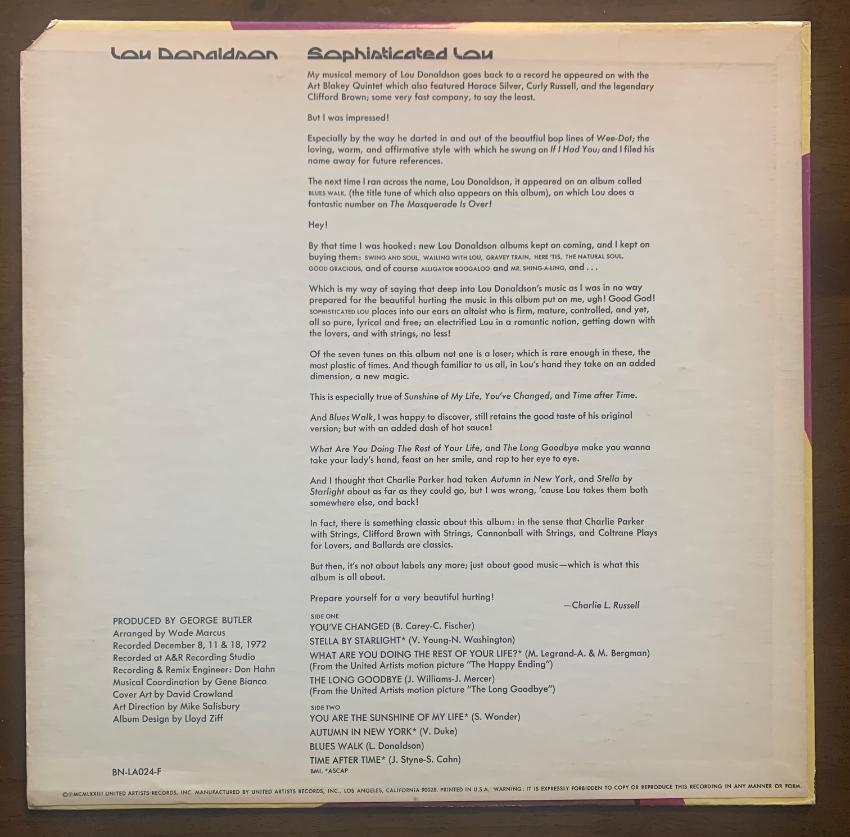 Lou Donaldson
Sophisticated Lou
My musical memory of Lou Donaldson goes back to a record he appeared on with the
Art Blakey Quintet which also featured Horace Silver, Curly Russell, and the legendary
Clifford Brown; some very fast company, to say the least.
But I was impressed!
Especially by the way he darted in and out of the beautfiul bop lines of Wee-Dot; the
loving, warm, and affirmative style with which he swung on If I Had You; and I filed his
name away for future references.
The next time I ran across the name, Lou Donaldson, it appeared on an album called
BLUES WALK, (the title tune of which also appears on this album), on which Lou does a
fantastic number on The Masquerade Is Over!
Hey!
By that time I was hooked: new Lou Donaldson albums kept on coming, and I kept on
buying them: SWING AND SOUL, WAILING WITH LOU, GRAVEY TRAIN, HERE 'TIS, THE NATURAL SOUL,
GOOD GRACIOUS, and of course ALLIGATOR BOOGALOO and MR. SHING-A-LING, and . . .
Which is my way of saying that deep into Lou Donaldson's music as I was in no way
prepared for the beautiful hurting the music in this album put on me, ugh! Good God!
SOPHISTICATED LOU places into our ears an altoist who is firm, mature, controlled, and yet,
all so pure, lyrical and free; an electrified Lou in a romantic notion, getting down with
the lovers, and with strings, no less!
Of the seven tunes on this album not one is a loser; which is rare enough in these, the
most plastic of times. And though familiar to us all, in Lou's hand they take on an added
dimension, a new magic.
This is especially true of Sunshine of My Life, You've Changed, and Time after Time.
And Blues Walk, I was happy to discover, still retains the good taste of his original
version; but with an added dash of hot sauce!
What Are You Doing The Rest of Your Life, and The Long Goodbye make you wanna
take your lady's hand, feast on her smile, and rap to her eye to eye.
And I thought that Charlie Parker had taken Autumn in New York, and Stella by
Starlight about as far as they could go, but I was wrong, 'cause Lou takes them both
somewhere else, and back!
In fact, there is something classic about this album: in the sense that Charlie Parker
with Strings, Clifford Brown with Strings, Cannonball with Strings, and Coltrane Plays
for Lovers, and Ballards are classics.
But then, it's not about labels any more; just about good music—which is what this
album is all about.
Prepare yourself for a very beautiful hurting!
—Charlie L. Russell
PRODUCED BY GEORGE BUTLER
Arranged by Wade Marcus
Recorded December 8, 11 & 18, 1972
Recorded at A&R Recording Studio
Recording & Remix Engineer: Don Hahn
Musical Coordination by Gene Bianco
Cover Art by David Crowland
Art Direction by Mike Salisbury
Album Design by Lloyd Ziff
BN-LA024-F
SIDE ONE
YOU'VE CHANGED (B. Carey-C. Fischer)
STELLA BY STARLIGHT* (V. Young-N. Washington)
WHAT ARE YOU DOING THE REST OF YOUR LIFE?* (M. Legrand-A. & M. Bergman)
(From the United Artists motion picture "The Happy Ending")
THE LONG GOODBYE (J. Williams-J. Mercer)
(From the United Artists motion picture "The Long Goodbye")
SIDE TWO
YOU ARE THE SUNSHINE OF MY LIFE* (S. Wonder)
AUTUMN IN NEW YORK* (V. Duke)
BLUES WALK (L. Donaldson)
TIME AFTER TIME* (J. Styne-S. Cahn)
BMI, *ASCAP
©℗MCMLXXIII UNITED ARTISTS RECORDS, INC. MANUFACTURED BY UNITED ARTISTS RECORDS, INC., LOS ANGELES, CALIFORNIA 90028. PRINTED IN U.S.A. WARNING: IT IS EXPRESSLY FORBIDDEN TO COPY OR REPRODUCE THIS RECORDING IN ANY MANNER OR FORM.